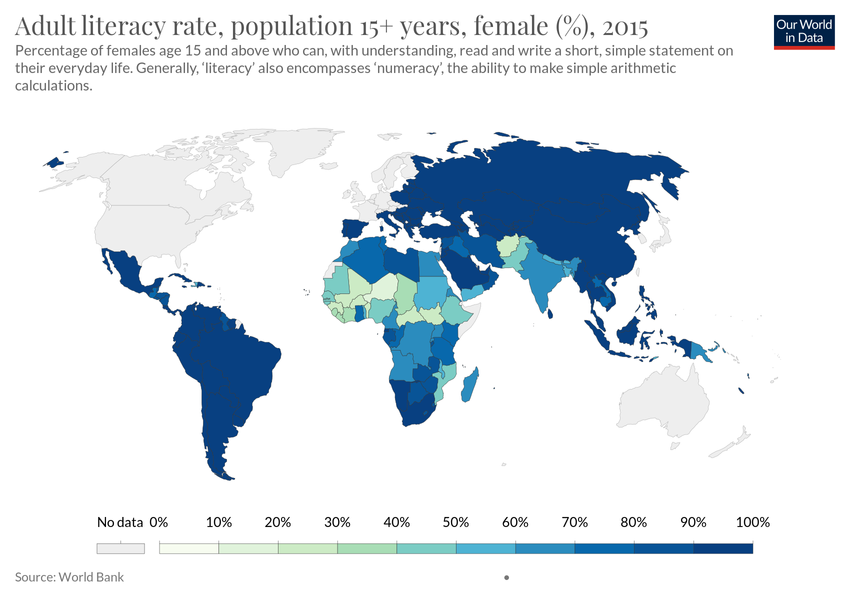 Adult literacy rate, population 15+ years, female (%), 2015
Our World
in Data
Percentage of females age 15 and above who can, with understanding, read and write a short, simple statement on
their everyday life. Generally, ‘literacy’ also encompasses ‘numeracy’, the ability to make simple arithmetic
calculations.
No data 0% 10% 20% 30% 40% 50% 60% 70% 80% 90% 100%
Source: World Bank